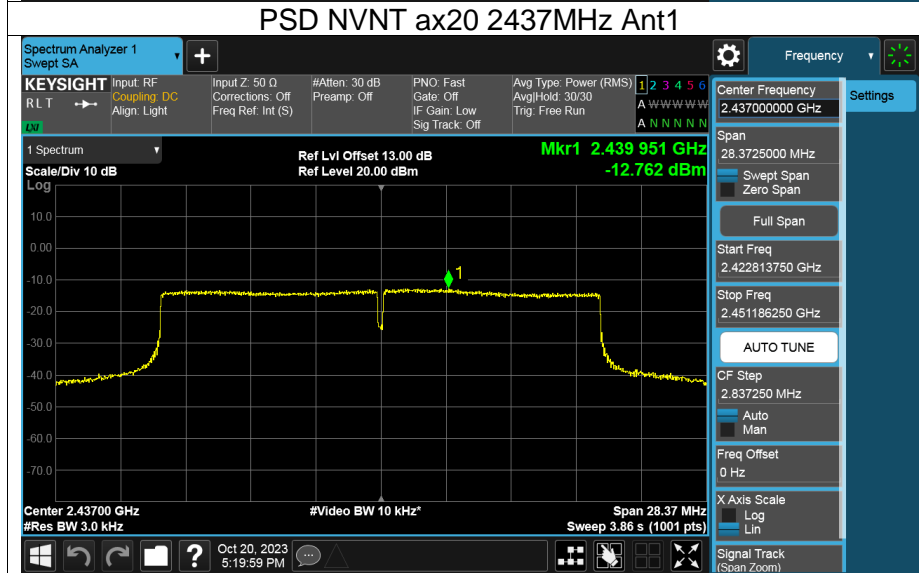 PSD NVNT ax20 2437MHz Ant1
Spectrum Analyzer 1
Swept SA
+
Frequency
KEYSIGHT
RLT
LXI
Input: RF
Coupling: DC
Align: Light
Input Z: 50 Ω
Corrections: Off
Freq Ref: Int (S)
#Atten: 30 dB
Preamp: Off
PNO: Fast
Gate: Off
IF Gain: Low
Sig Track: Off
Avg Type: Power (RMS)
Avg|Hold: 30/30
Trig: Free Run
1 2 3 4 5 6
A W W W W W
A N N N N N
1 Spectrum
Scale/Div 10 dB
Ref Lvl Offset 13.00 dB
Ref Level 20.00 dBm
Mkr1 2.439 951 GHz
-12.762 dBm
Log
10.0
0.00
-10.0
-20.0
-30.0
-40.0
-50.0
-60.0
-70.0
1
Center 2.43700 GHz
#Res BW 3.0 kHz
#Video BW 10 kHz*
Span 28.37 MHz
Sweep 3.86 s (1001 pts)
Center Frequency
2.437000000 GHz
Settings
Span
28.3725000 MHz
Swept Span
Zero Span
Full Span
Start Freq
2.422813750 GHz
Stop Freq
2.451186250 GHz
AUTO TUNE
CF Step
2.837250 MHz
Auto
Man
Freq Offset
0 Hz
X Axis Scale
Log
Lin
Signal Track
(Span Zoom)
?
Oct 20, 2023
5:19:59 PM